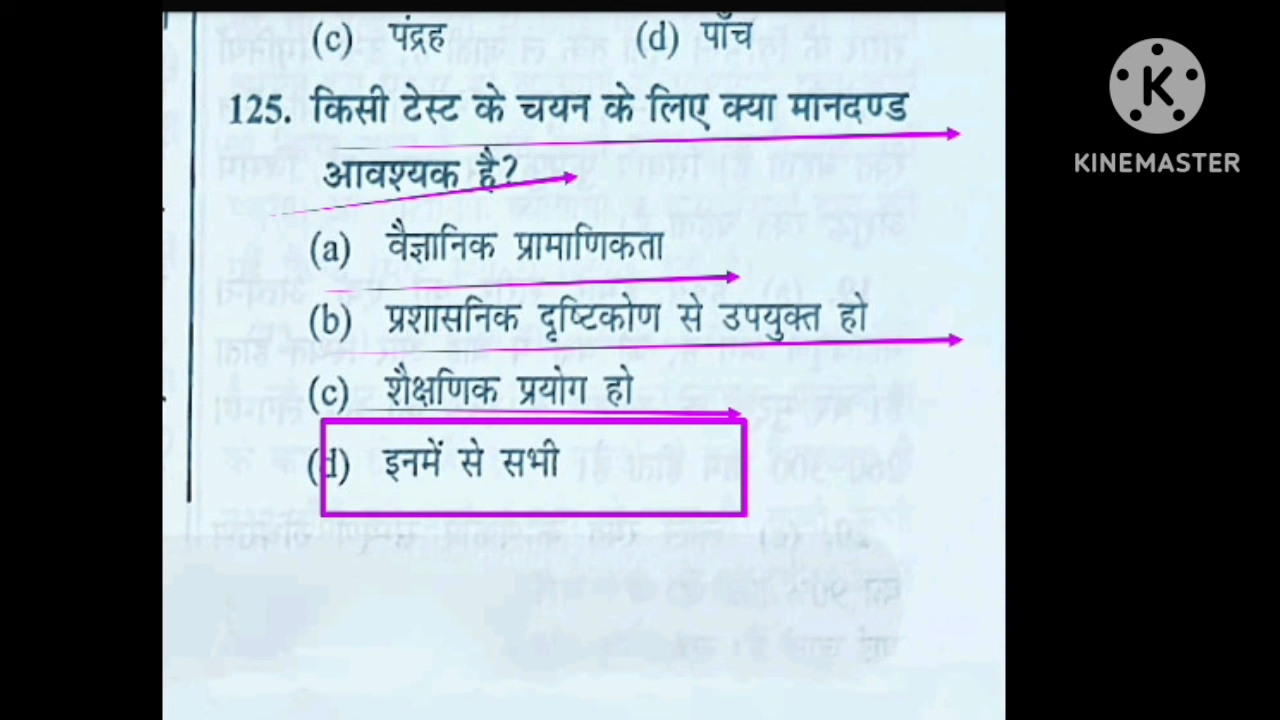 (c) पंद्रह (d) पाँच
125. किसी टेस्ट के चयन के लिए क्या मानदण्ड
आवश्यक है?
(a) वैज्ञानिक प्रामाणिकता
(b) प्रशासनिक दृष्टिकोण से उपयुक्त हो
(c) शैक्षणिक प्रयोग हो
(d) इनमें से सभी
K
KINEMASTER